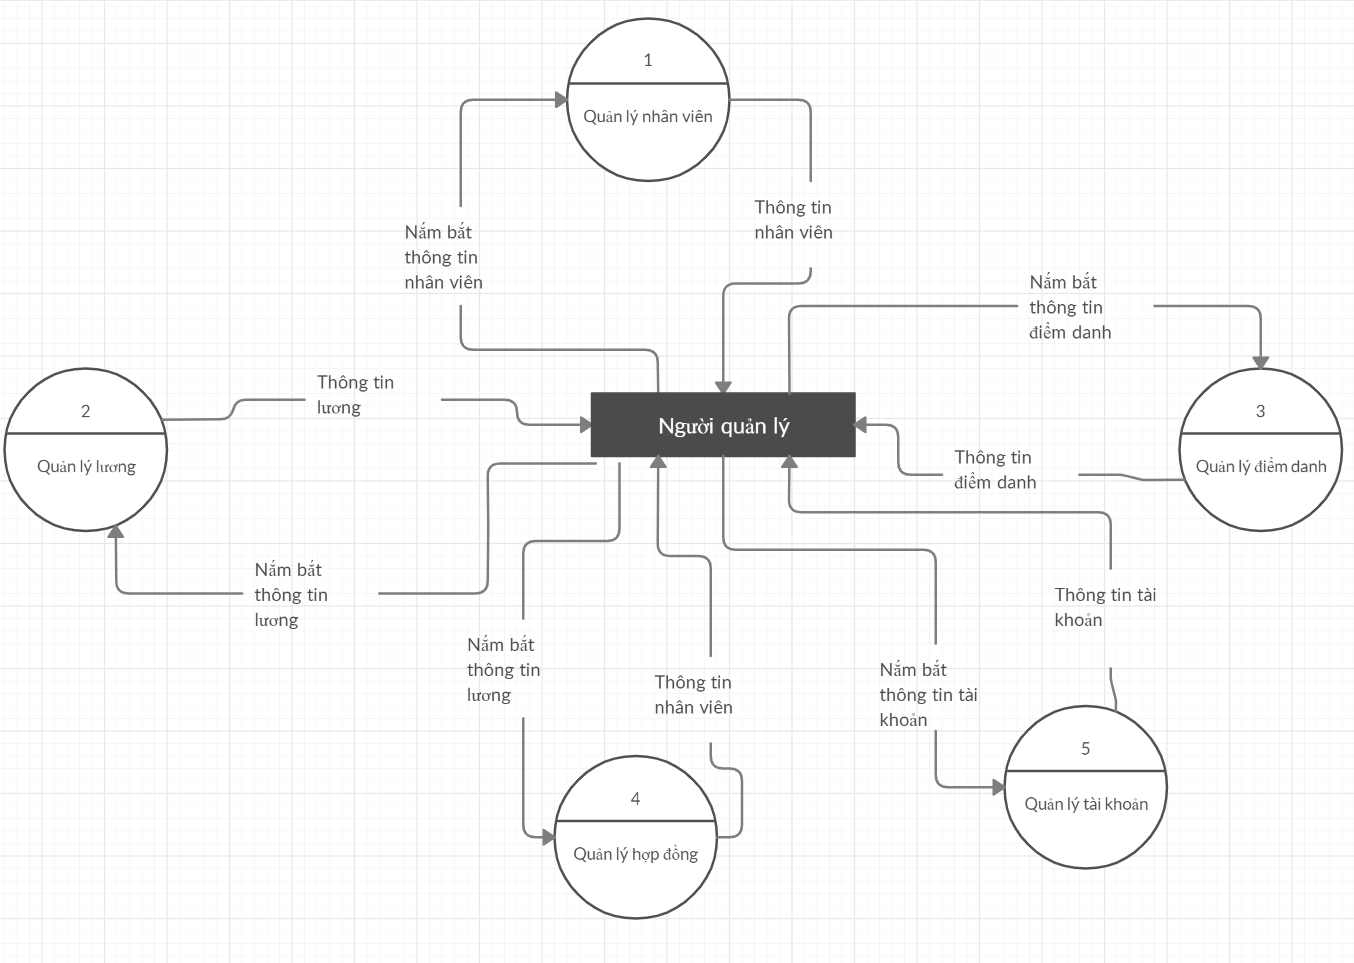 1
Quản lý nhân viên
Thông tin
nhân viên
Nắm bắt
thông tin
nhân viên
Nắm bắt
thông tin
điểm danh
Thông tin
lương
2
Quản lý lương
Người quản lý
3
Quản lý điểm danh
Thông tin
điểm danh
Nắm bắt
thông tin
lương
Thông tin tài
khoản
Nắm bắt
thông tin
lương
Thông tin
nhân viên
Nắm bắt
thông tin tài
khoản
5
Quản lý tài khoản
4
Quản lý hợp đồng